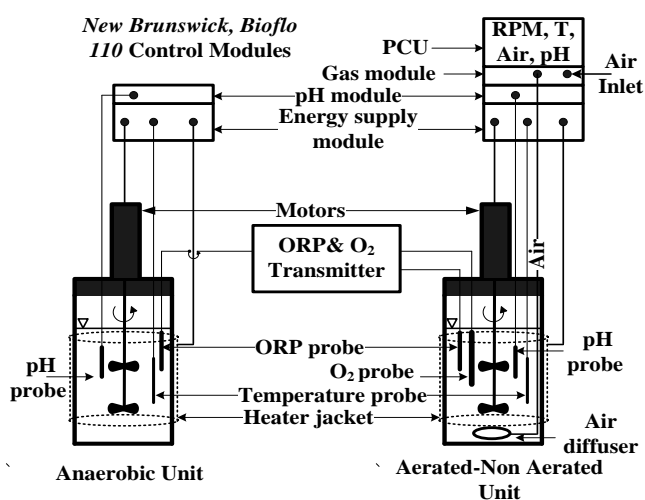 New Brunswick, Bioflo
110 Control Modules
PCU
RPM, T,
Air, pH
Gas module
Air
Inlet
pH module
Energy supply
module
Motors
ORP& O2
Transmitter
Air
ORP probe
pH
probe
O2 probe
pH
probe
Temperature probe
Heater jacket
Air
diffuser
Anaerobic Unit
Aerated-Non Aerated
Unit